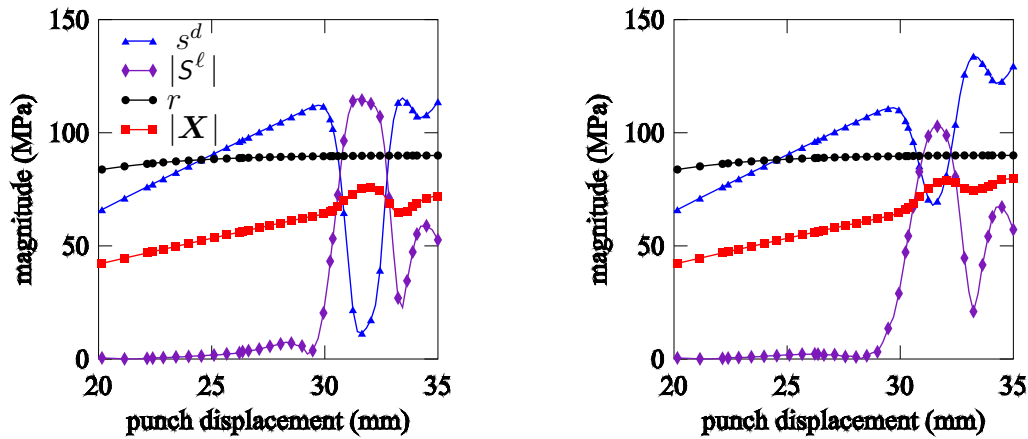 150
100
50
0
20
25
30
35
magnitude (MPa)
punch displacement (mm)
s^d
|S^ℓ|
r
|X|
150
100
50
0
20
25
30
35
magnitude (MPa)
punch displacement (mm)